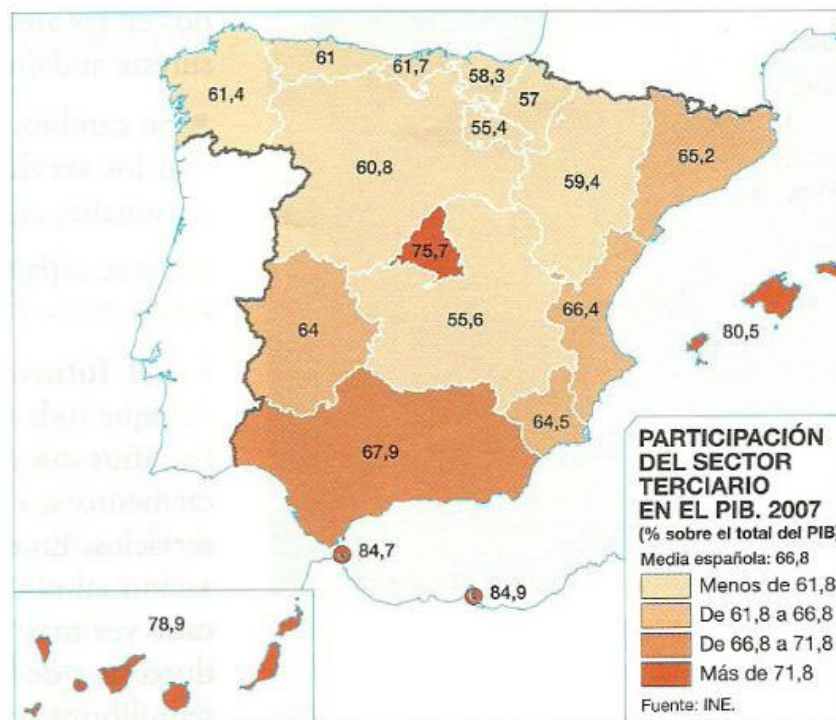 61
61,7
58,3
57
61,4
55,4
65,2
60,8
59,4
75,7
66,4
80,5
64
55,6
64,5
67,9
84,7
84,9
78,9
PARTICIPACIÓN
DEL SECTOR
TERCIARIO
EN EL PIB. 2007
(% sobre el total del PIB)
Media española: 66,8
Menos de 61,8
De 61,8 a 66,8
De 66,8 a 71,8
Más de 71,8
Fuente: INE.